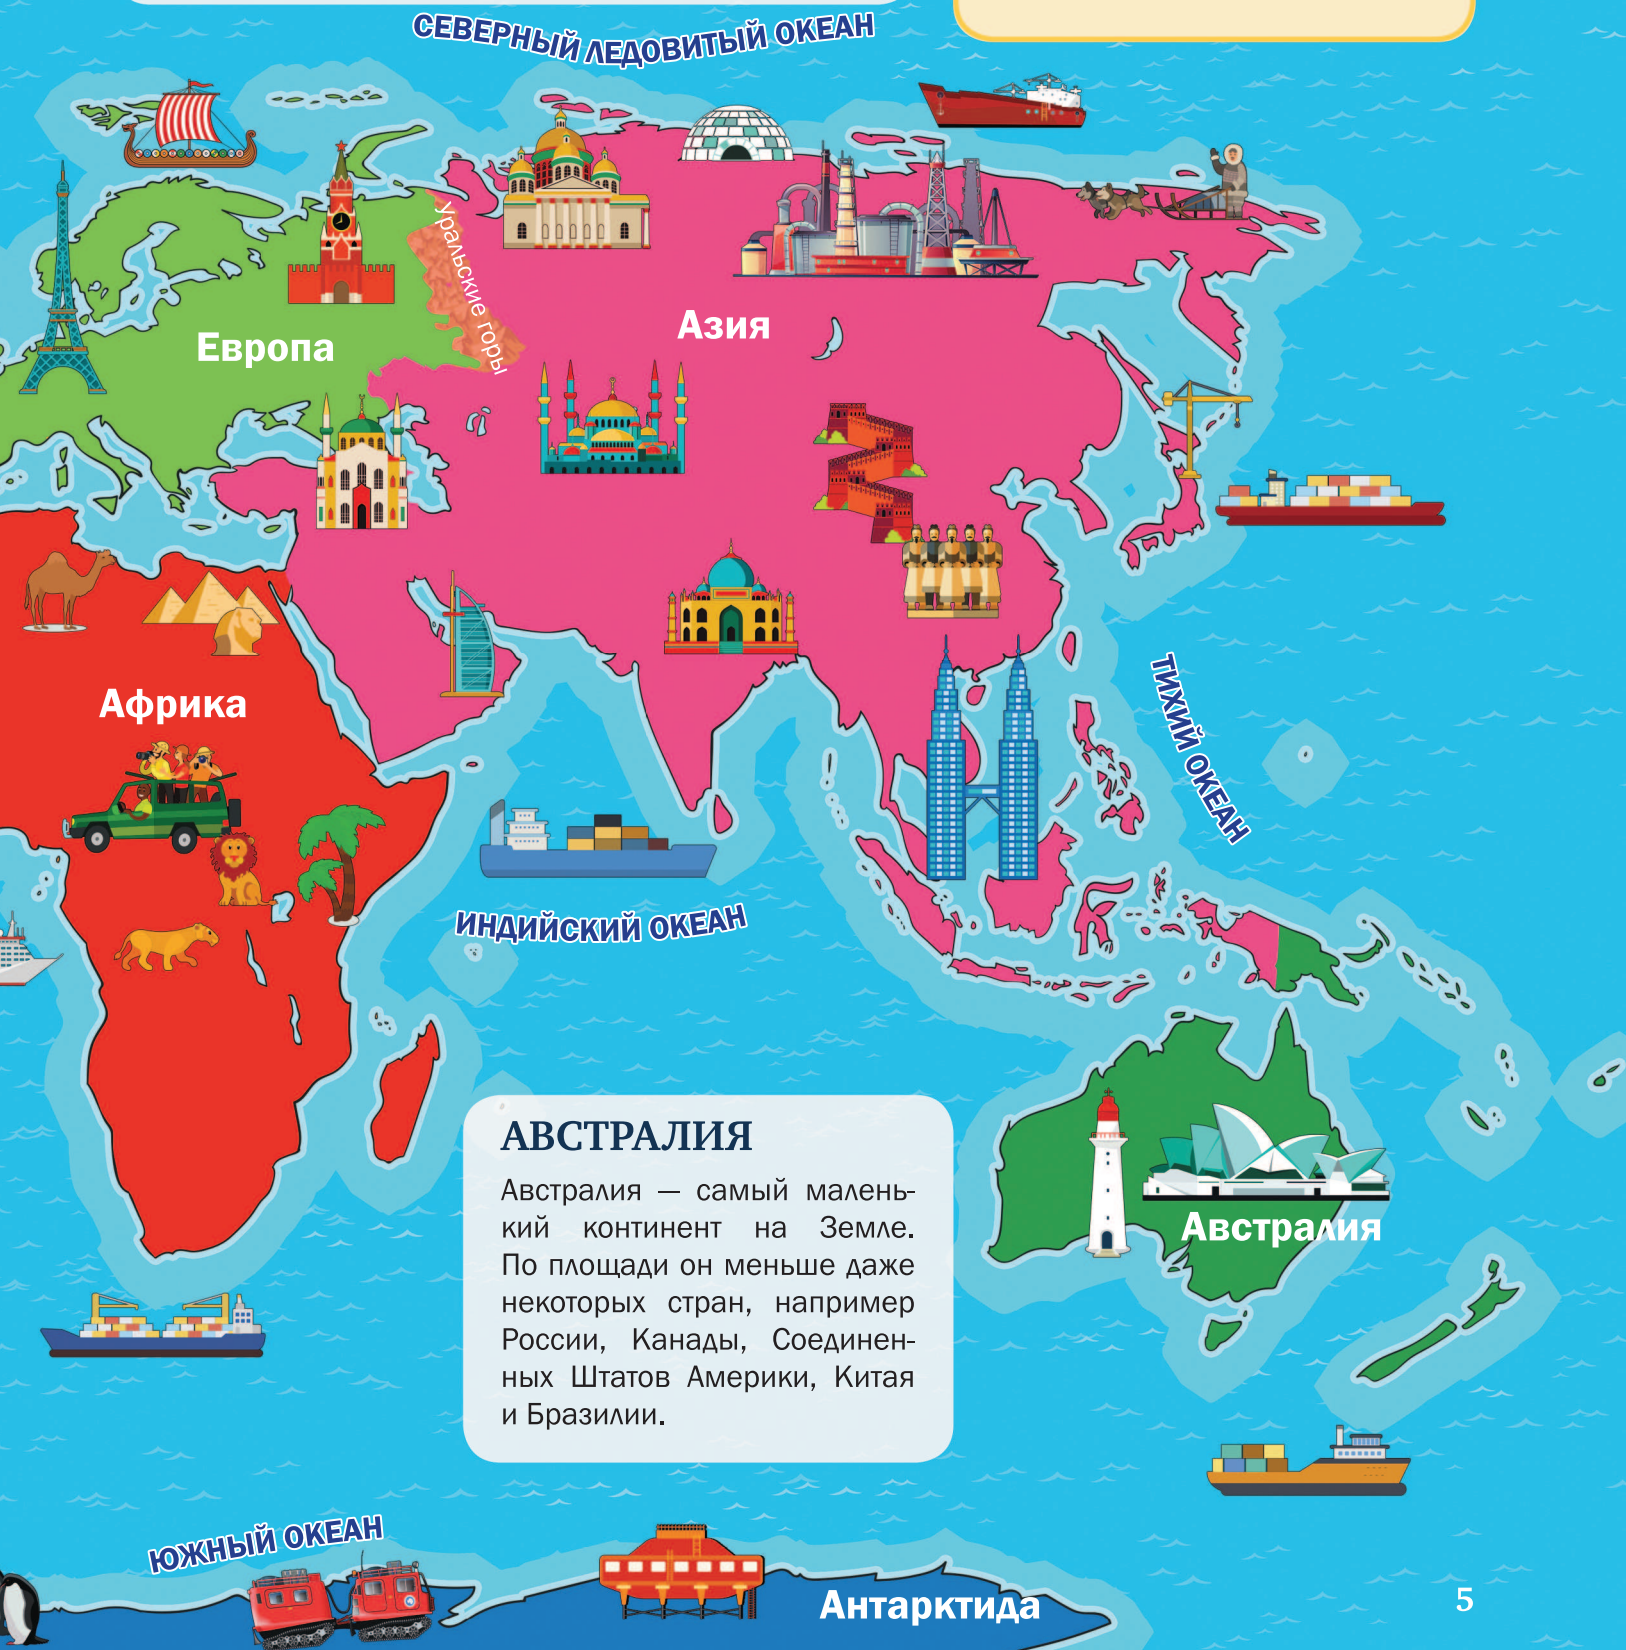 СЕВЕРНЫЙ ЛЕДОВИТЫЙ ОКЕАН
Уральские горы
Европа
Азия
Африка
ТИХИЙ ОКЕАН
ИНДИЙСКИЙ ОКЕАН
АВСТРАЛИЯ
Австралия — самый малень-
кий континент на Земле.
По площади он меньше даже
некоторых стран, например
России, Канады, Соединен-
ных Штатов Америки, Китая
и Бразилии.
Австралия
ЮЖНЫЙ ОКЕАН
Антарктида
5